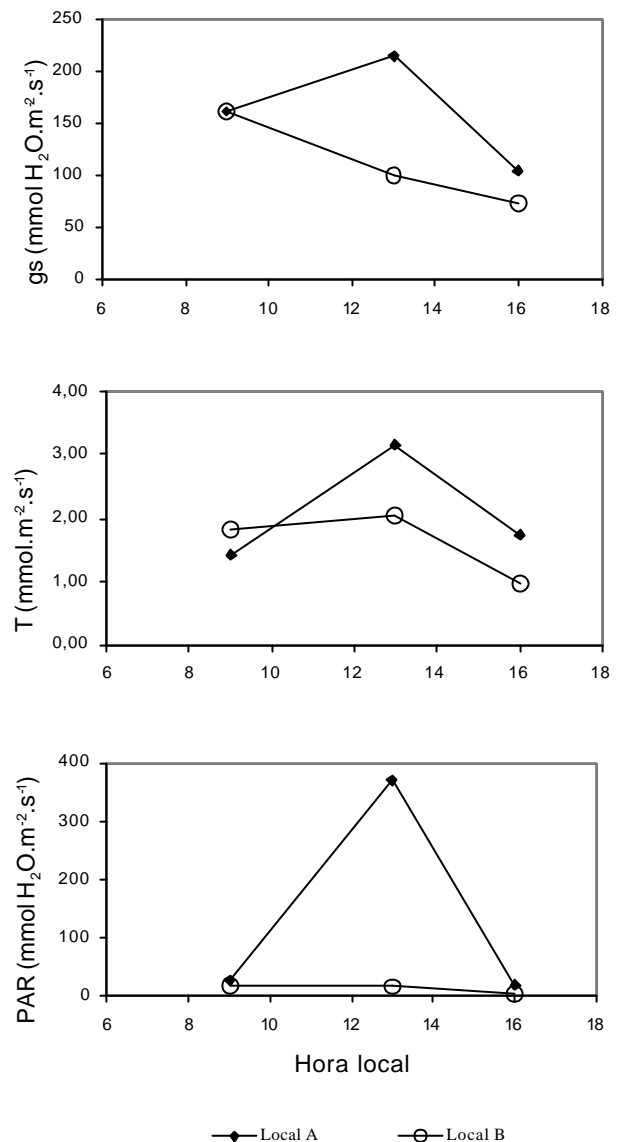 250
200
150
100
50
0
gs (mmol H₂O.m⁻².s⁻¹)
6 8 10 12 14 16 18
4,00
3,00
2,00
1,00
0,00
T (mmol.m⁻².s⁻¹)
6 8 10 12 14 16 18
400
300
200
100
0
PAR (mmol H₂O.m⁻².s⁻¹)
6 8 10 12 14 16 18
Hora local
Local A Local B